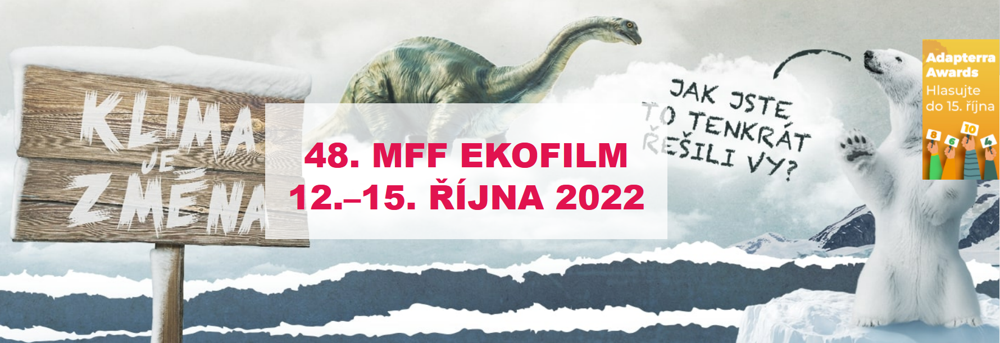 KLIMA
JE
ZMĚNA
48. MFF EKOFILM
12.–15. ŘÍJNA 2022
JAK JSTE
TO TENKRÁT
ŘEŠILI VY?
Adapterra
Awards
Hlasujte
do 15. října
8
6
10
4